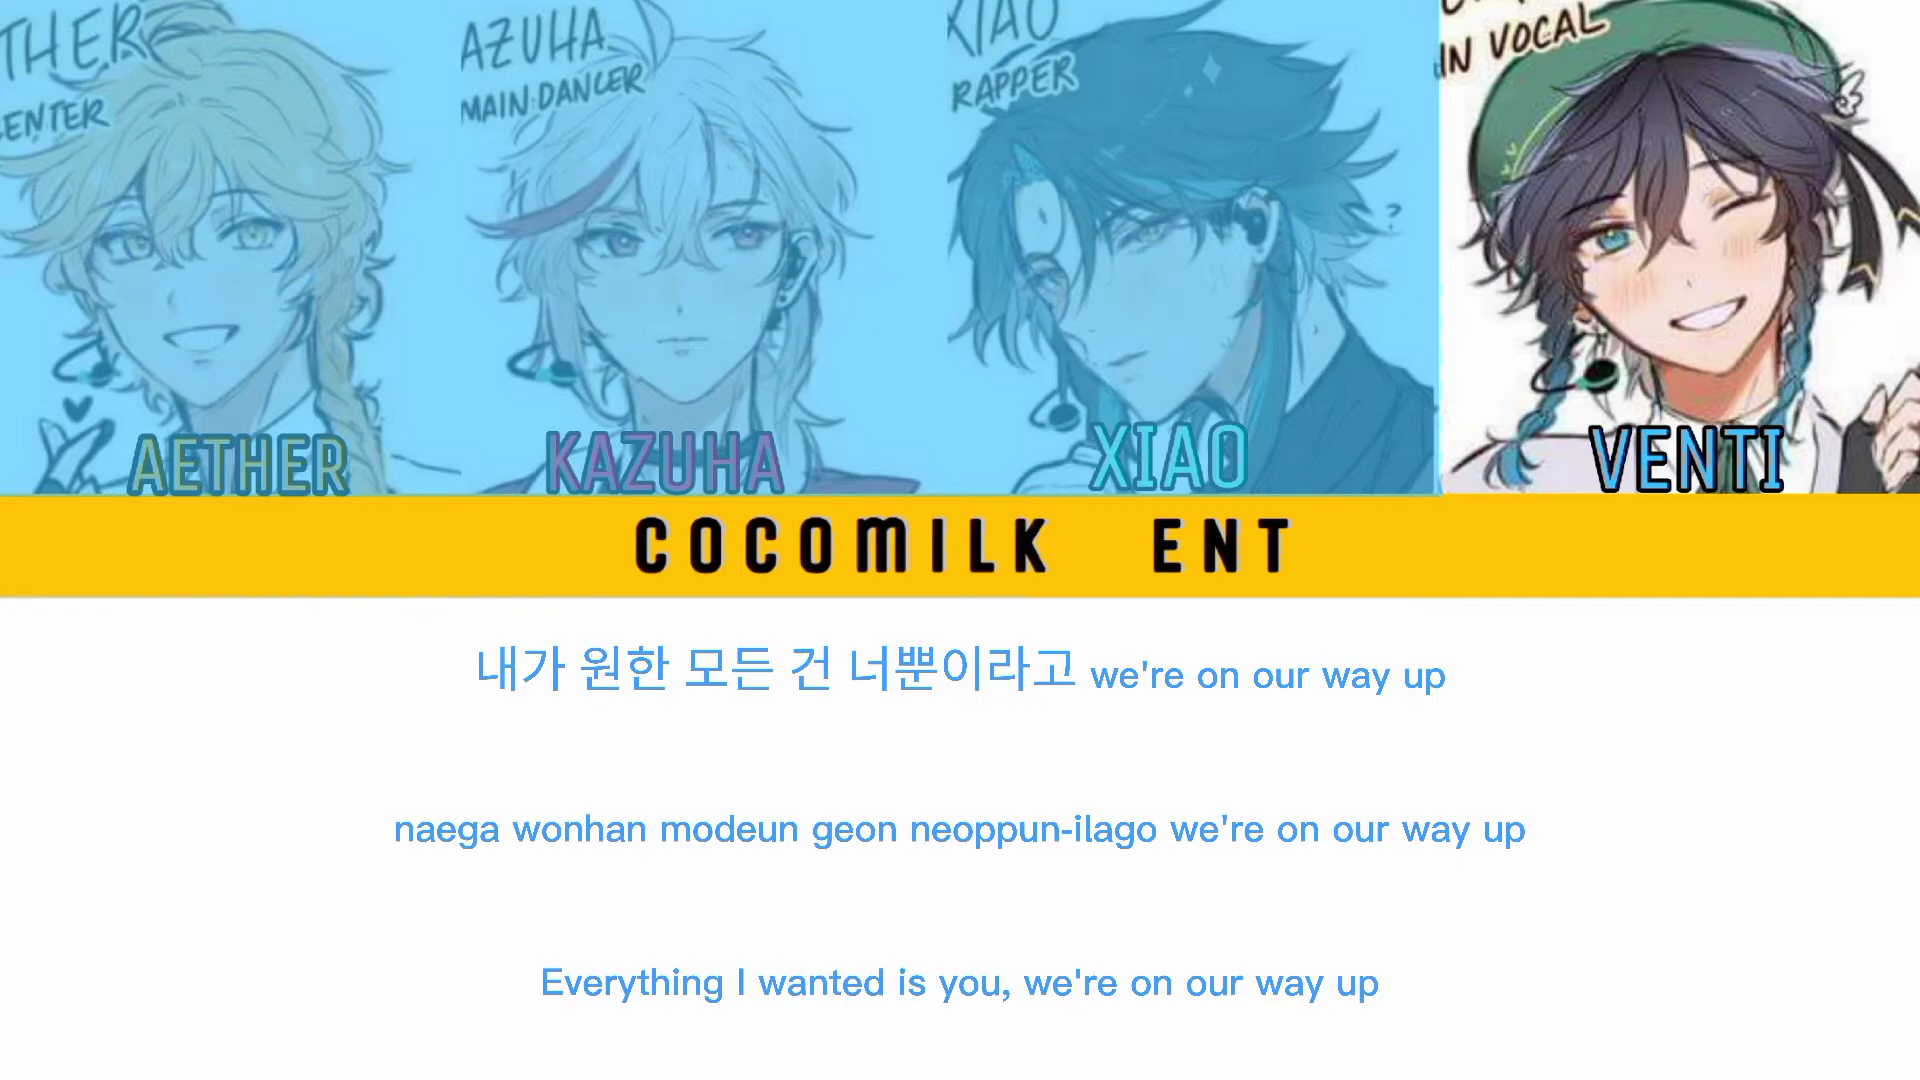 THER
ENTER
AZUHA
MAIN DANCER
XIAO
RAPPER
IN VOCAL
?
AETHER
KAZUHA
XIAO
VENTI
COCOMILK ENT
내가 원한 모든 건 너뿐이라고 we're on our way up
naega wonhan modeun geon neoppun-ilago we're on our way up
Everything I wanted is you, we're on our way up